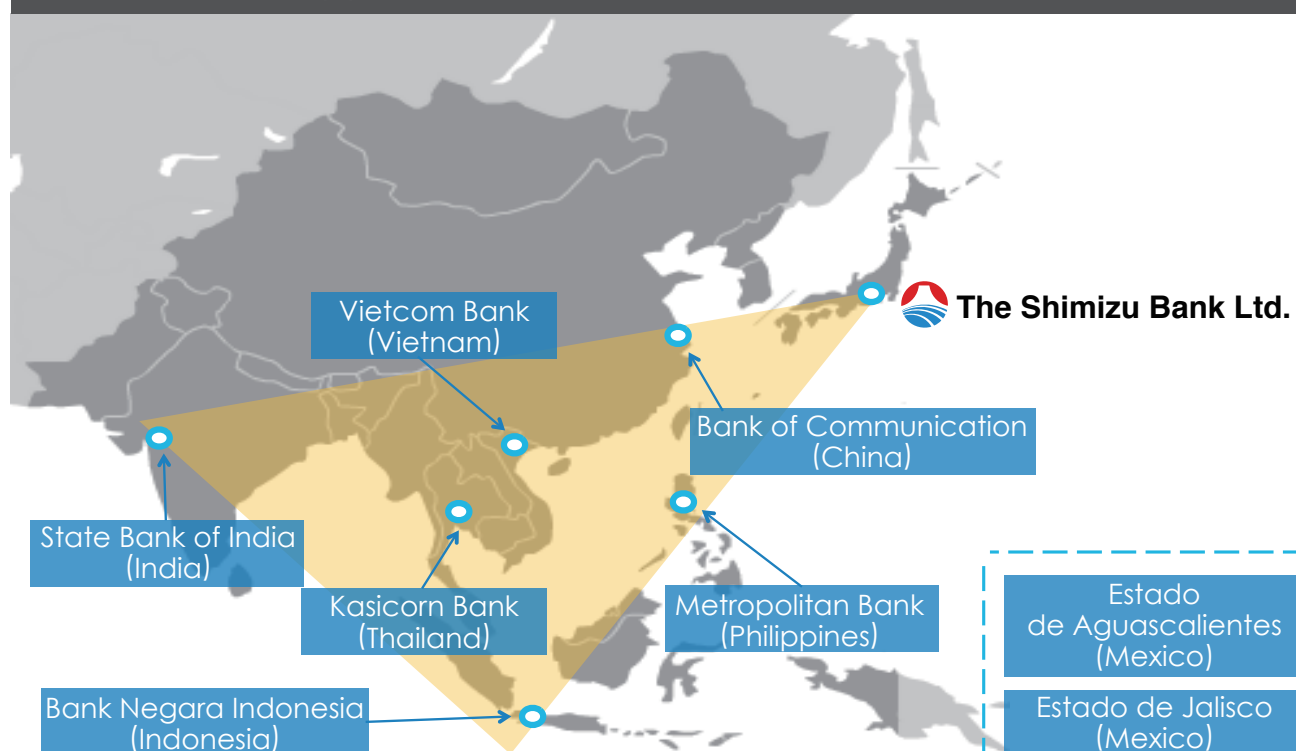 The Shimizu Bank Ltd.
Vietcom Bank
(Vietnam)
Bank of Communication
(China)
State Bank of India
(India)
Kasicorn Bank
(Thailand)
Metropolitan Bank
(Philippines)
Bank Negara Indonesia
(Indonesia)
Estado
de Aguascalientes
(Mexico)
Estado de Jalisco
(Mexico)